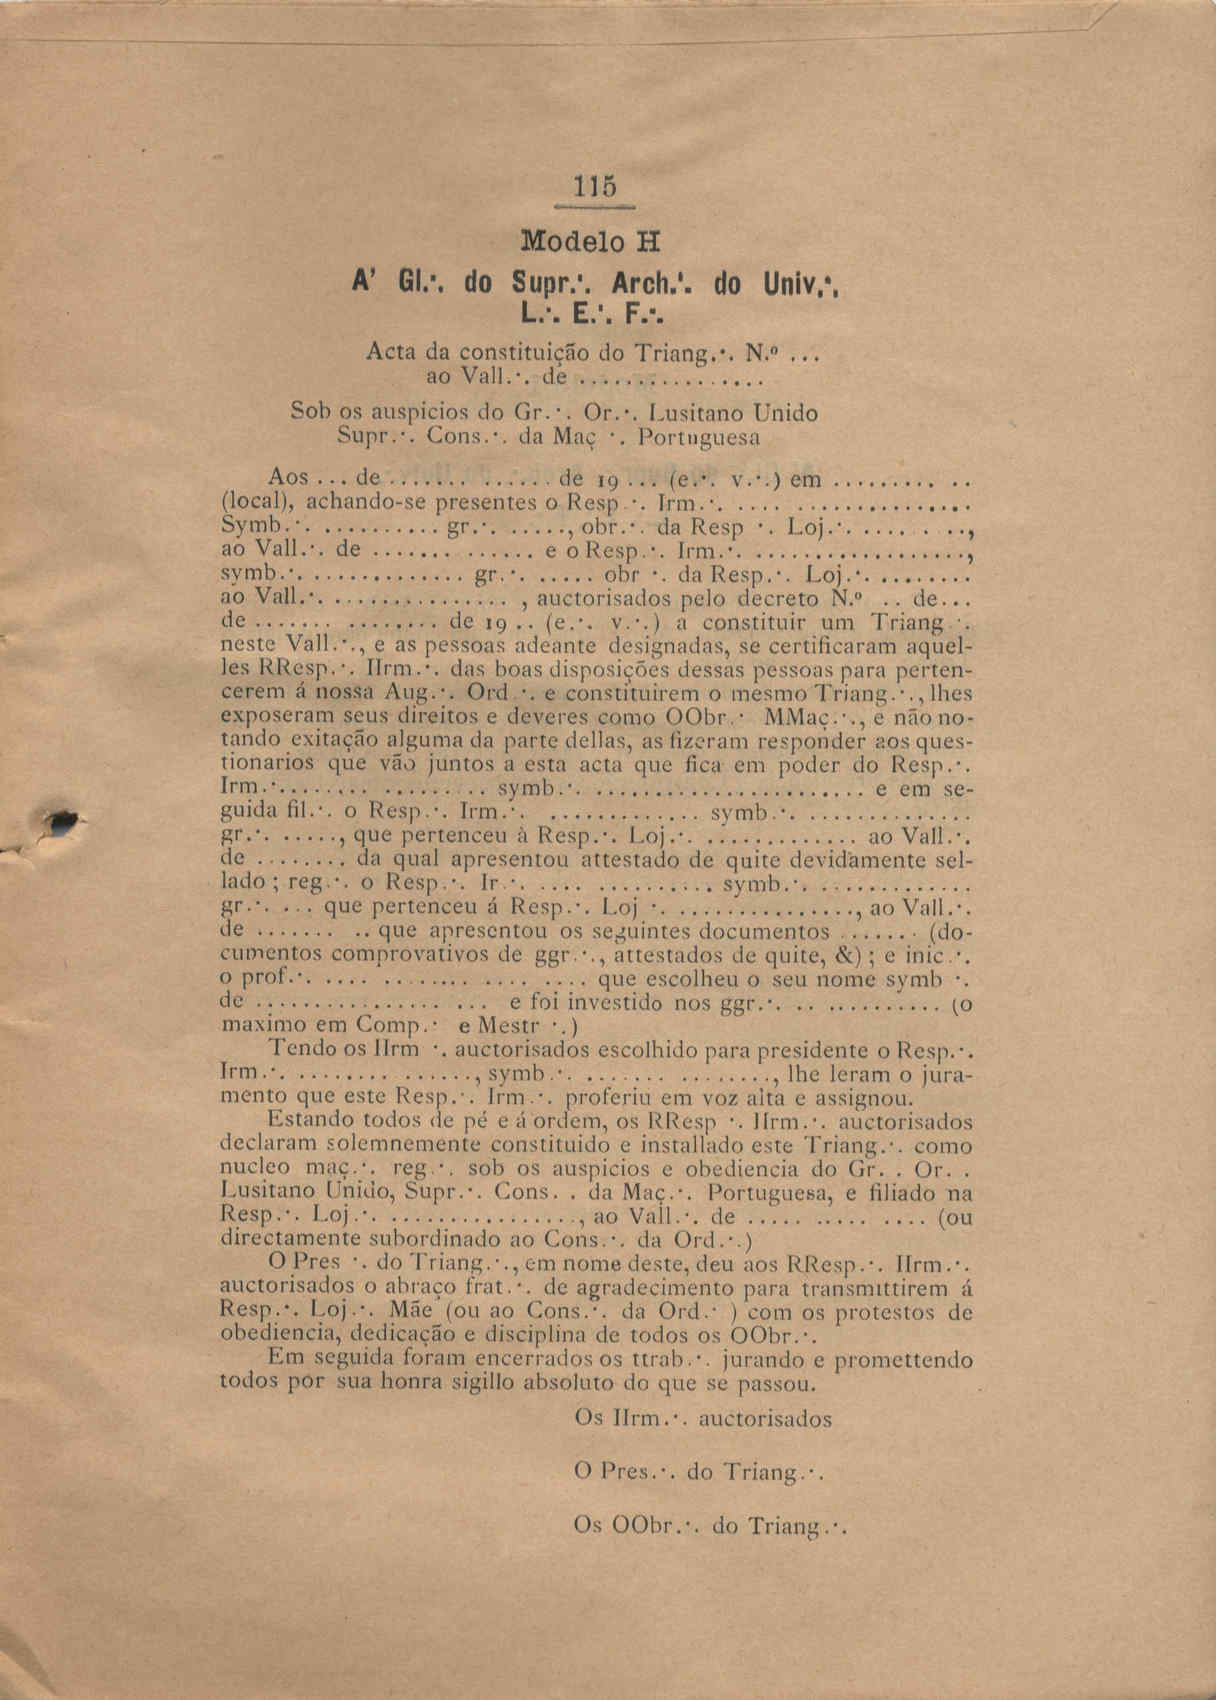 115
Modelo H
A' Gl.·. do Supr.·. Arch.·. do Univ.·.
L.·. E.·. F.·.
Acta da constituição do Triang.·. N.º ...
ao Vall.·. de ................
Sob os auspicios do Gr.·. Or.·. Lusitano Unido
Supr.·. Cons.·. da Maç ·. Portuguesa
Aos ... de ....... ...... de 19 ... (e.·. v.·.) em ......... ..
(local), achando-se presentes o Resp ·. Irm.·. .... ...............
Symb.·. ........... gr.·. ......, obr.·. da Resp ·. Loj.·. ...... . ..,
ao Vall.·. de ....... ....... e o Resp.·. Irm.·. ..................,
symb.·. .............. gr.·. ...... obr ·. da Resp.·. Loj.·. .........
ao Vall.·. ............... , auctorisados pelo decreto N.º .. de...
de ....... ........ de 19 .. (e.·. v.·.) a constituir um Triang ·.
neste Vall.·., e as pessoas adeante designadas, se certificaram aquel-
les RResp.·. IIrm.·. das boas disposições dessas pessoas para perten-
cerem á nossa Aug.·. Ord ·. e constituirem o mesmo Triang.·., lhes
exposeram seus direitos e deveres como OObr.· MMaç.·., e não no-
tando exitação alguma da parte dellas, as fizeram responder aos ques-
tionarios que vão juntos a esta acta que fica em poder do Resp.·.
Irm.·........ ......... symb.·. ........................ e em se-
guida fil.·. o Resp.·. Irm.·. ............. symb.·. ..............
gr.·. ....., que pertenceu à Resp.·. Loj.·. .............. ao Vall.·.
de ........ da qual apresentou attestado de quite devidamente sel-
lado ; reg.·. o Resp.·. Ir.·. .... .......... symb.·. .............
gr.·. ... que pertenceu á Resp.·. Loj ·. ................, ao Vall.·.
de ....... .. que apresentou os seguintes documentos ....... (do-
cumentos comprovativos de ggr.·., attestados de quite, &) ; e inic.·.
o prof.·. .... ......... .... que escolheu o seu nome symb ·.
de ................ ... e foi investido nos ggr.·. .. ............ (o
maximo em Comp.· e Mestr ·.)
Tendo os IIrm ·. auctorisados escolhido para presidente o Resp.·.
Irm.·. ........ ......, symb.·. ....... ........, lhe leram o jura-
mento que este Resp.·. Irm.·. proferiu em voz alta e assignou.
Estando todos de pé e á ordem, os RResp ·. IIrm.·. auctorisados
declaram solemnemente constituido e installado este Triang.·. como
nucleo maç.·. reg.·. sob os auspicios e obediencia do Gr. . Or. .
Lusitano Unido, Supr.·. Cons. . da Maç.·. Portuguesa, e filiado na
Resp.·. Loj.·. ................, ao Vall.·. de ..... ..... .... (ou
directamente subordinado ao Cons.·. da Ord.·.)
O Pres ·. do Triang.·., em nome deste, deu aos RResp.·. IIrm.·.
auctorisados o abraço frat.·. de agradecimento para transmittirem á
Resp.·. Loj.·. Mãe (ou ao Cons.·. da Ord.· ) com os protestos de
obediencia, dedicação e disciplina de todos os OObr.·.
Em seguida foram encerrados os ttrab.·. jurando e promettendo
todos por sua honra sigillo absoluto do que se passou.
Os IIrm.·. auctorisados
O Pres.·. do Triang.·.
Os OObr.·. do Triang.·.